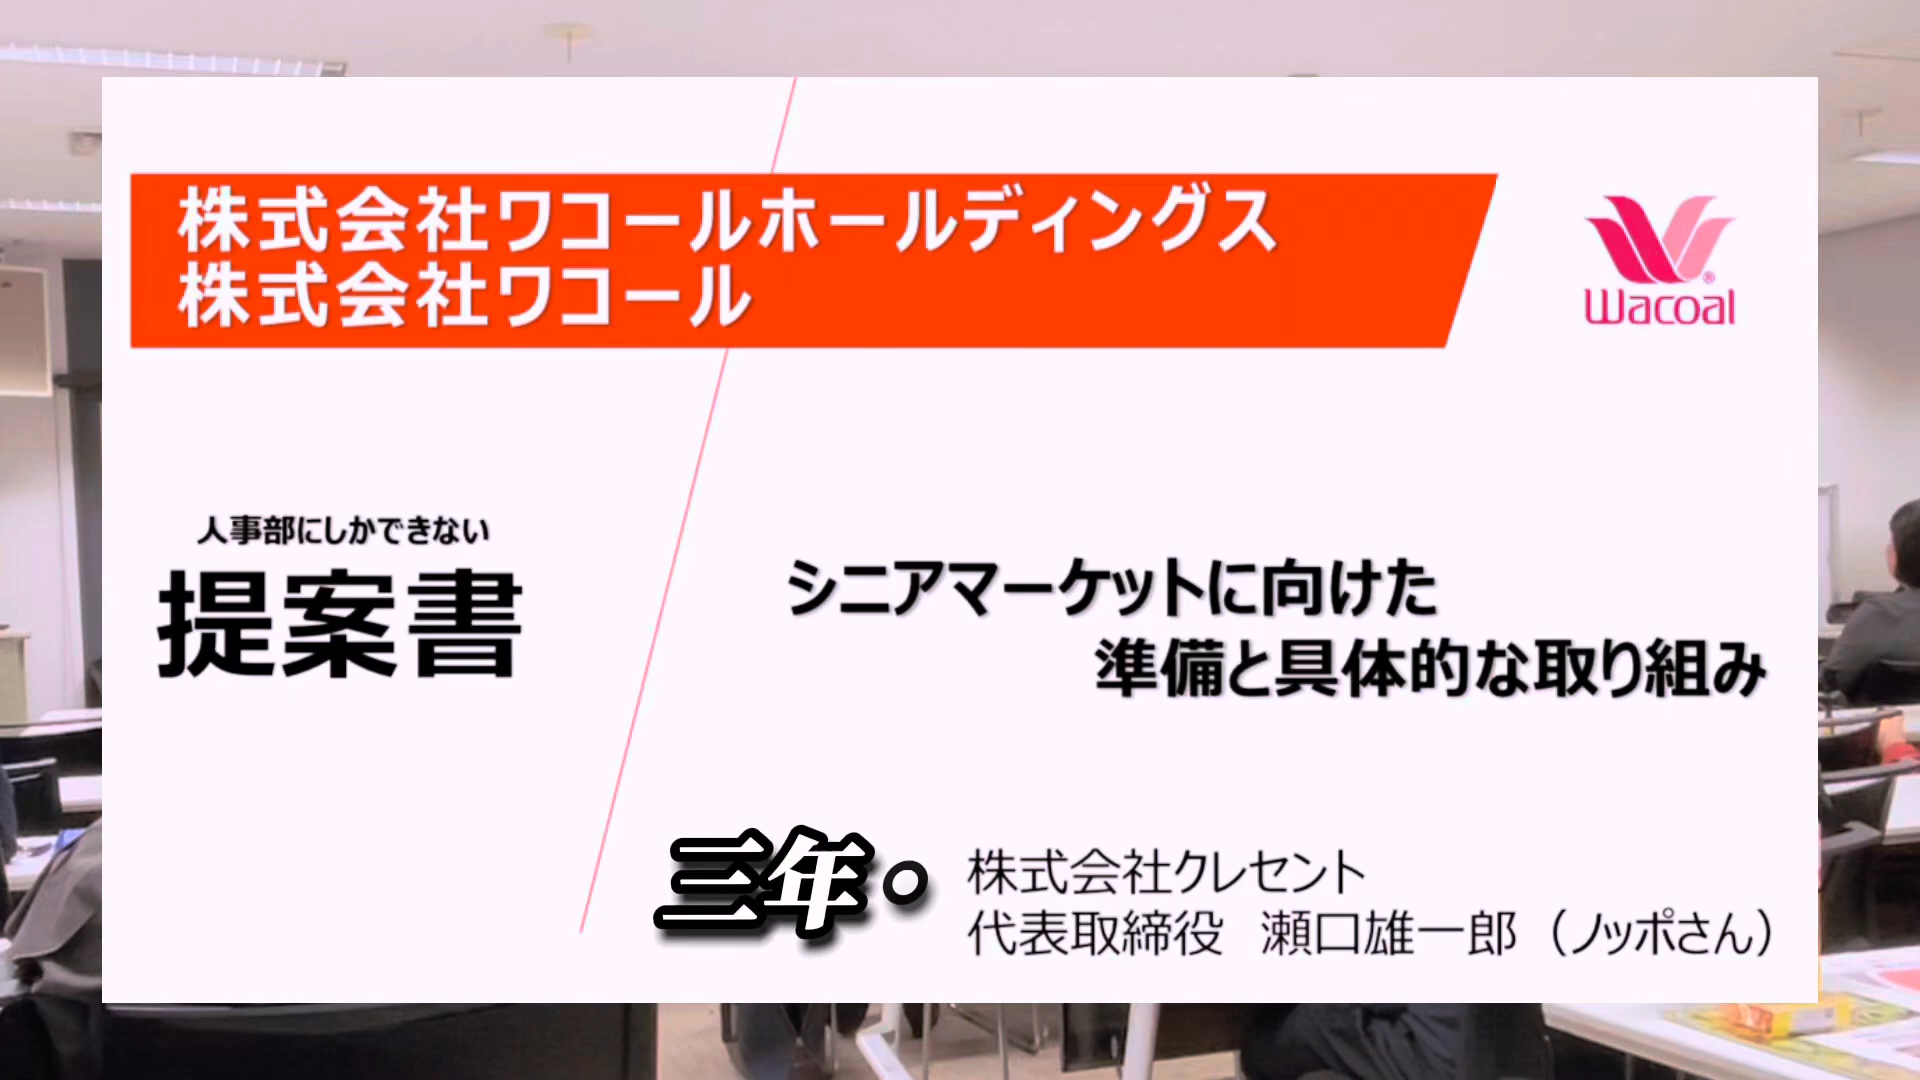 株式会社ワコールホールディングス
株式会社ワコール
Wacoal
人事部にしかできない
提案書
シニアマーケットに向けた
準備と具体的な取り組み
三年。
株式会社クレセント
代表取締役 瀬口雄一郎（ノッポさん）